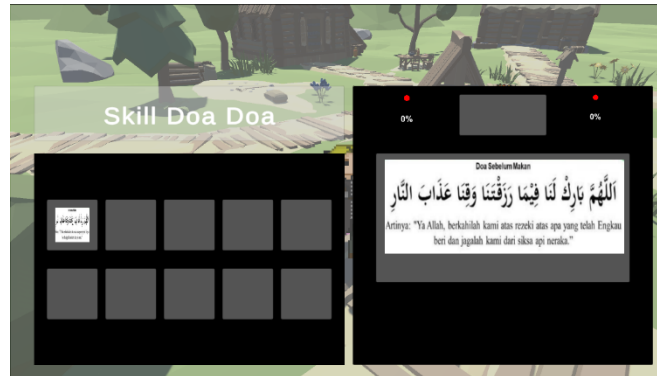 Skill Doa Doa
0%
0%
Doa Sebelum Makan
اَللّٰهُمَّ بَارِكْ لَنَا فِيْمَا رَزَقْتَنَا وَقِنَا عَذَابَ النَّارِ
Artinya: "Ya Allah, berkahilah kami atas rezeki atas apa yang telah Engkau
beri dan jagalah kami dari siksa api neraka."